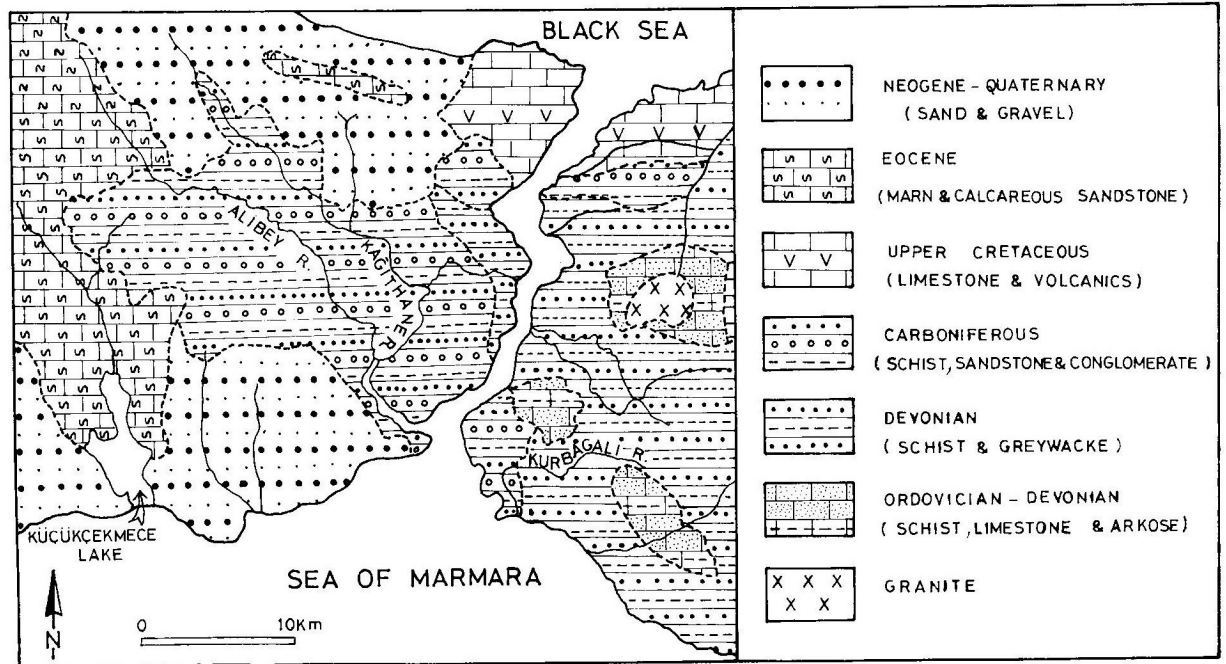 BLACK SEA
ALIBEY R.
KAĞITHANE R.
KURBAĞALI R.
KÜÇÜKÇEKMECE
LAKE
SEA OF MARMARA
N
0 10Km
NEOGENE-QUATERNARY
(SAND & GRAVEL)
EOCENE
(MARN & CALCAREOUS SANDSTONE)
UPPER CRETACEOUS
(LIMESTONE & VOLCANICS)
CARBONIFEROUS
(SCHIST, SANDSTONE & CONGLOMERATE)
DEVONIAN
(SCHIST & GREYWACKE)
ORDOVICIAN-DEVONIAN
(SCHIST, LIMESTONE & ARKOSE)
GRANITE